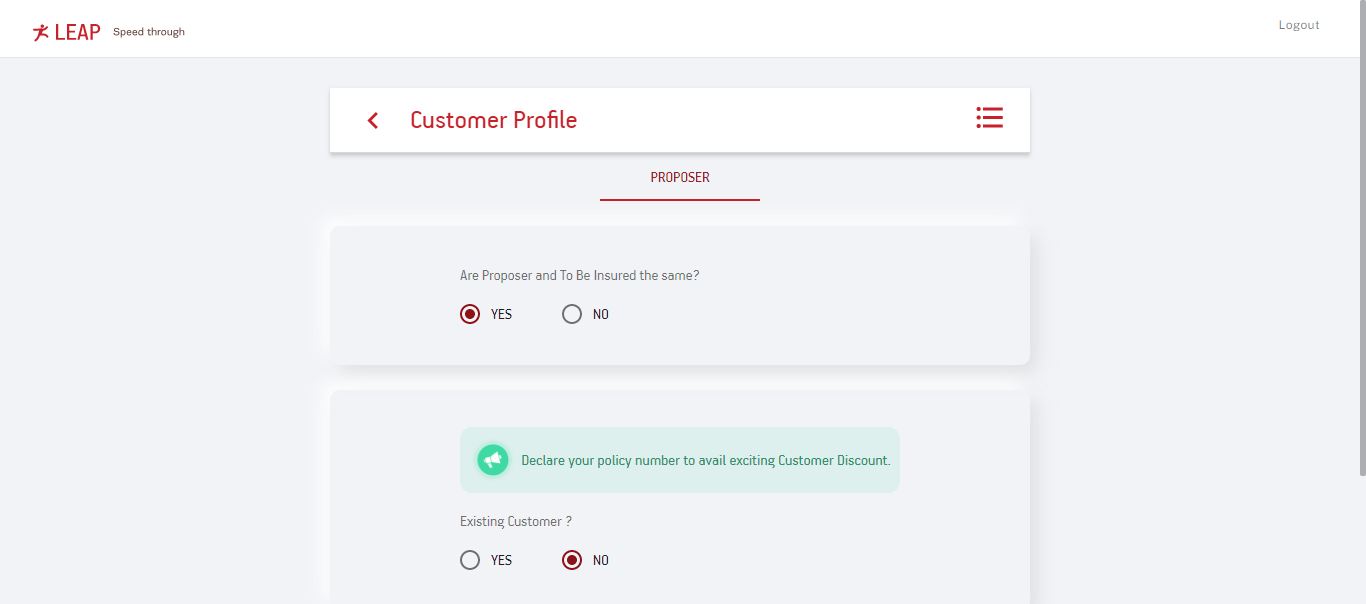 LEAP Speed through
Logout
Customer Profile
PROPOSER
Are Proposer and To Be Insured the same?
YES NO
Declare your policy number to avail exciting Customer Discount.
Existing Customer ?
YES NO